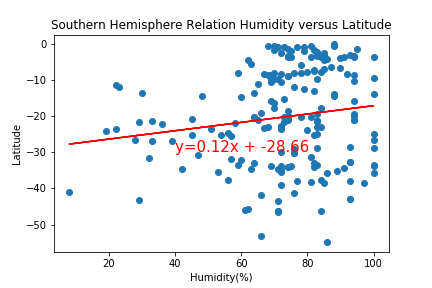 Southern Hemisphere Relation Humidity versus Latitude
0
−10
−20
−30
−40
−50
Latitude
y=0.12x + -28.66
20
40
60
80
100
Humidity(%)